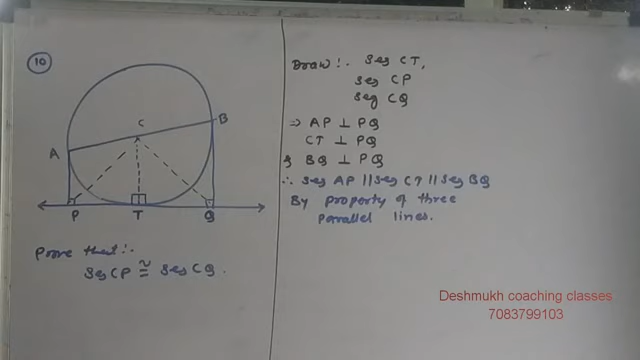 10
C
B
A
P
T
Q
Prove that:-
seg CP ≅ seg CQ.
Draw:- seg CT,
seg CP
seg CQ
⇒ AP ⊥ PQ
CT ⊥ PQ
& BQ ⊥ PQ
∴ seg AP || seg CT || seg BQ
By property of three
parallel lines.
Deshmukh coaching classes
7083799103